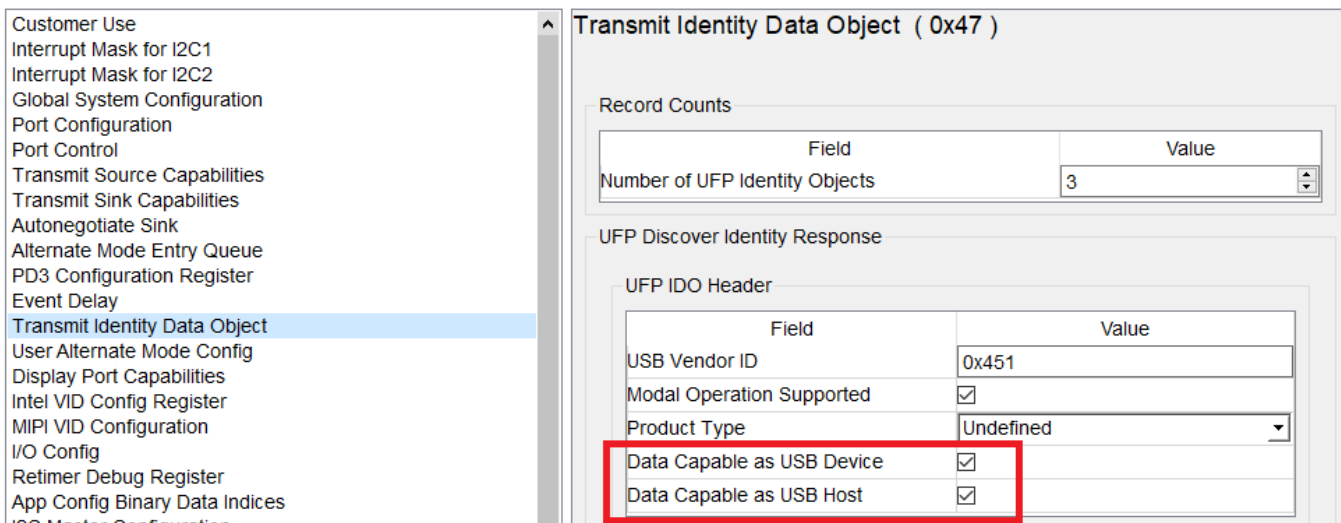 Customer Use
Interrupt Mask for I2C1
Interrupt Mask for I2C2
Global System Configuration
Port Configuration
Port Control
Transmit Source Capabilities
Transmit Sink Capabilities
Autonegotiate Sink
Alternate Mode Entry Queue
PD3 Configuration Register
Event Delay
Transmit Identity Data Object
User Alternate Mode Config
Display Port Capabilities
Intel VID Config Register
MIPI VID Configuration
I/O Config
Retimer Debug Register
App Config Binary Data Indices
Transmit Identity Data Object ( 0x47 )
Record Counts
Field Value
Number of UFP Identity Objects 3
UFP Discover Identity Response
UFP IDO Header
Field Value
USB Vendor ID 0x451
Modal Operation Supported
Product Type Undefined
Data Capable as USB Device
Data Capable as USB Host